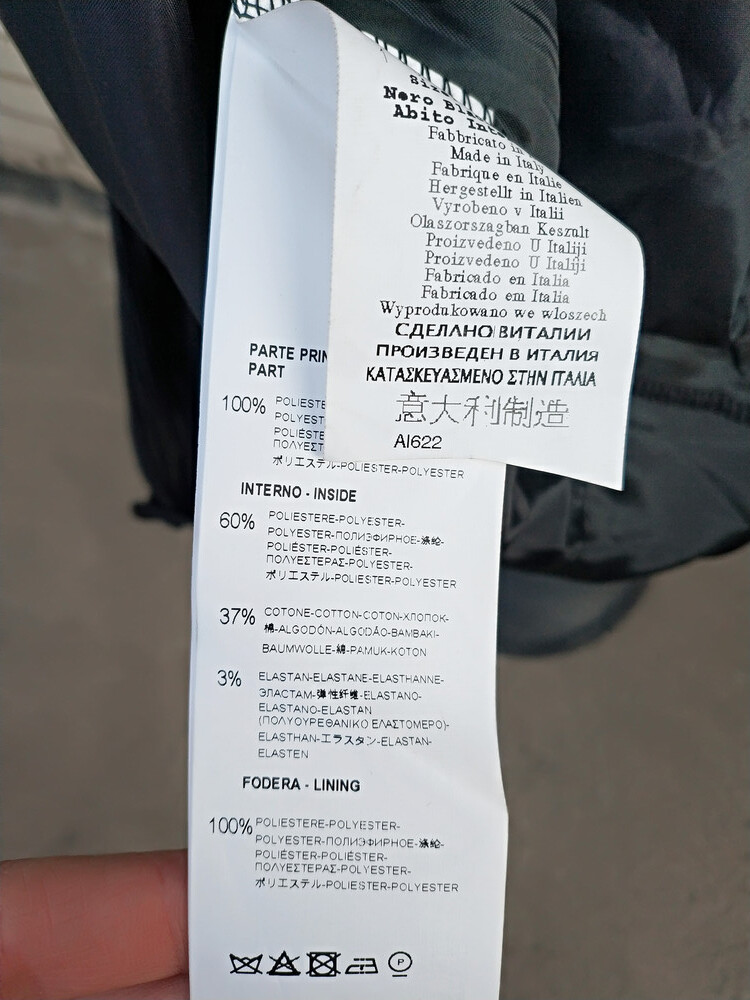 Nero
Abito
Fabbricato in
Made in Italy
Fabrique en Italie
Hergestellt in Italien
Vyrobeno v Italii
Olaszorszagban Keszult
Proizvedeno U Italiji
Proizvedeno U Italiji
Fabricado en Italia
Fabricado em Italia
Wyprodukowano we wloszech
СДЕЛАНО ВИТАЛИИ
ПРОИЗВЕДЕН В ИТАЛИЯ
ΚΑΤΑΣΚΕΥΑΣΜΕΝΟ ΣΤΗΝ ΙΤΑΛΙΑ
意大利制造
AI622
PARTE
PART
100%
ポリエステル-POLIESTER-POLYESTER
INTERNO - INSIDE
60% POLIESTERE-POLYESTER-
POLYESTER-ПОЛИЭФИРНОЕ-涤纶-
POLIÉSTER-POLIÉSTER-
ΠΟΛΥΕΣΤΕΡΑΣ-POLYESTER-
ポリエステル-POLIESTER-POLYESTER
37% COTONE-COTTON-COTON-ХЛОПОК-
棉-ALGODÓN-ALGODÃO-BAMBAKI-
BAUMWOLLE-綿-PAMUK-KOTON
3% ELASTAN-ELASTANE-ELASTHANNE-
ЭЛАСТАМ-弹性纤维-ELASTANO-
ELASTANO-ELASTAN
(ΠΟΛΥΟΥΡΕΘΑΝΙΚΟ ΕΛΑΣΤΟΜΕΡΟ)-
ELASTHAN-エラスタン-ELASTAN-
ELASTEN
FODERA - LINING
100% POLIESTERE-POLYESTER-
POLYESTER-ПОЛИЭФИРНОЕ-涤纶-
POLIÉSTER-POLIÉSTER-
ΠΟΛΥΕΣΤΕΡΑΣ-POLYESTER-
ポリエステル-POLIESTER-POLYESTER
P